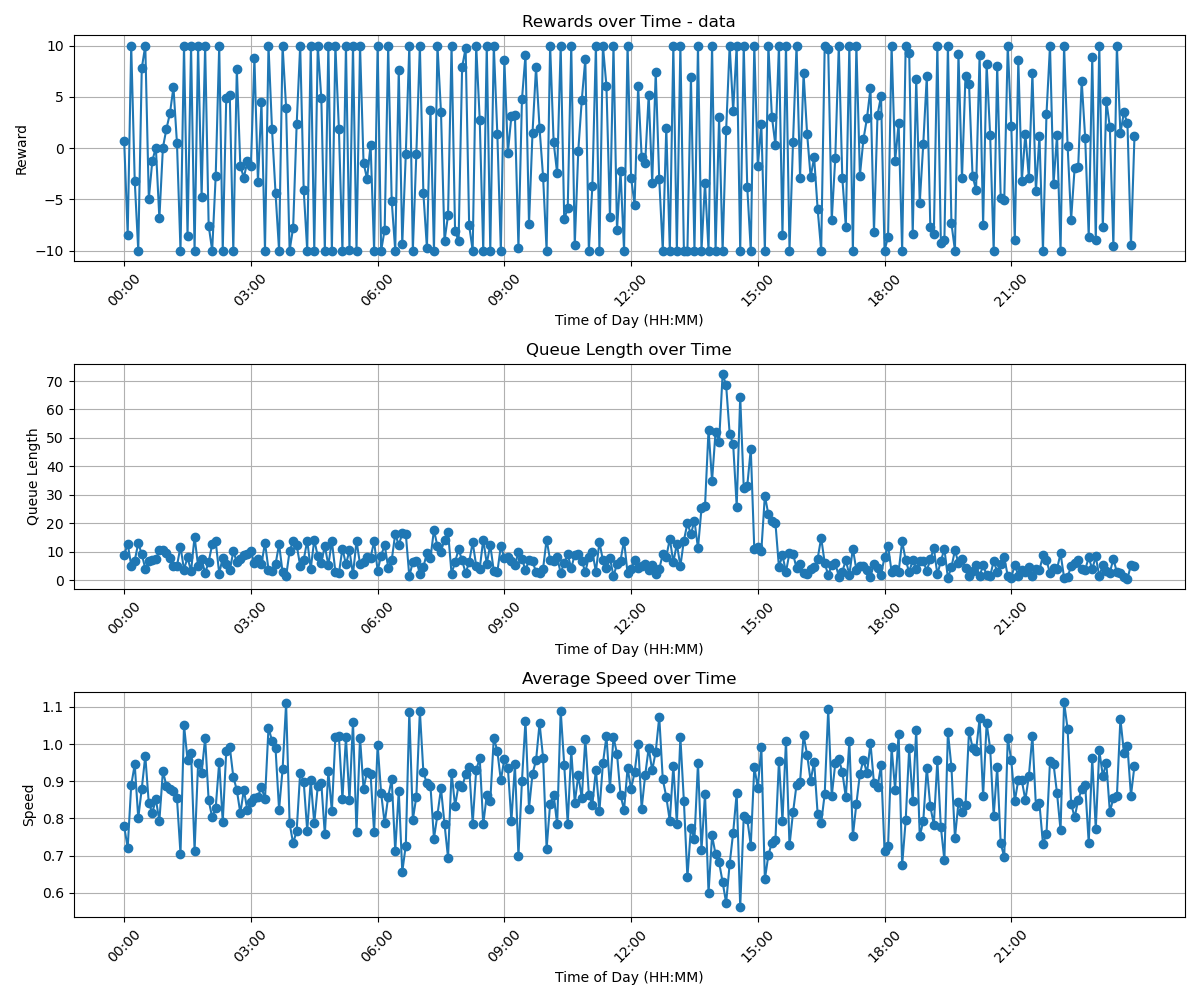 Rewards over Time - data
10
5
0
−5
−10
Reward
00:00 03:00 06:00 09:00 12:00 15:00 18:00 21:00
Time of Day (HH:MM)
Queue Length over Time
70
60
50
40
30
20
10
0
Queue Length
00:00 03:00 06:00 09:00 12:00 15:00 18:00 21:00
Time of Day (HH:MM)
Average Speed over Time
1.1
1.0
0.9
0.8
0.7
0.6
Speed
00:00 03:00 06:00 09:00 12:00 15:00 18:00 21:00
Time of Day (HH:MM)